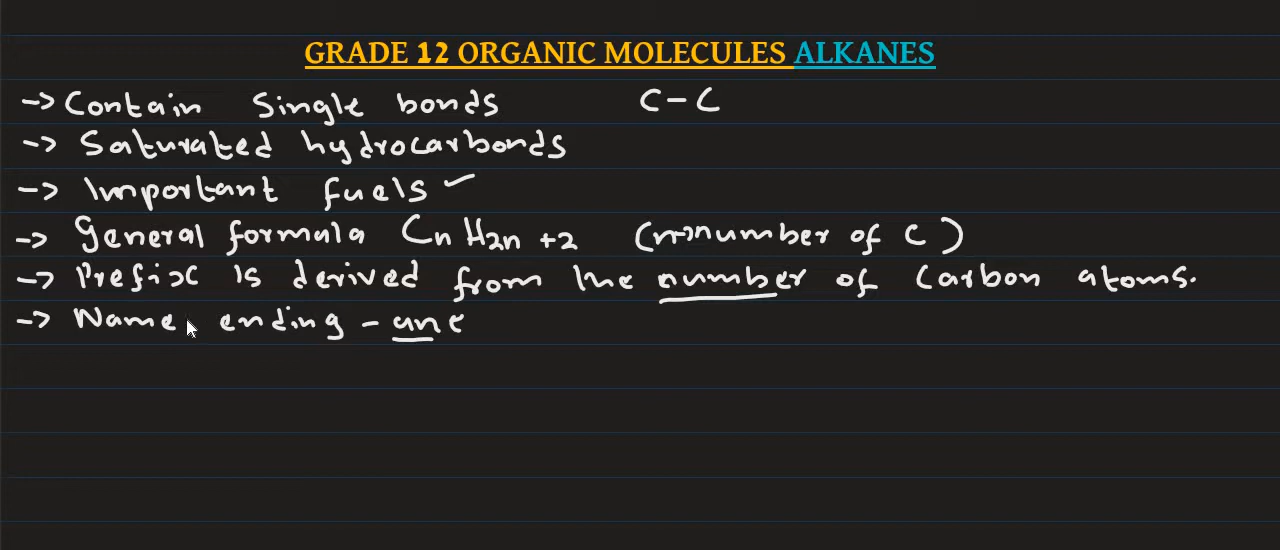 GRADE 12 ORGANIC MOLECULES ALKANES
-> Contain Single bonds C-C
-> Saturated hydrocarbonds
-> Important fuels ✓
-> General formula CnH2n+2 (n->number of C)
-> Prefix is derived from the number of Carbon atoms.
-> Name ending - ane